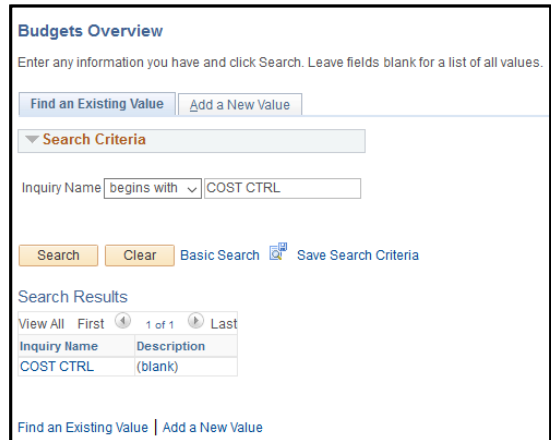 Budgets Overview
Enter any information you have and click Search. Leave fields blank for a list of all values.
Find an Existing Value Add a New Value
Search Criteria
Inquiry Name begins with COST CTRL
Search Clear Basic Search Save Search Criteria
Search Results
View All First 1 of 1 Last
Inquiry Name Description
COST CTRL (blank)
Find an Existing Value | Add a New Value